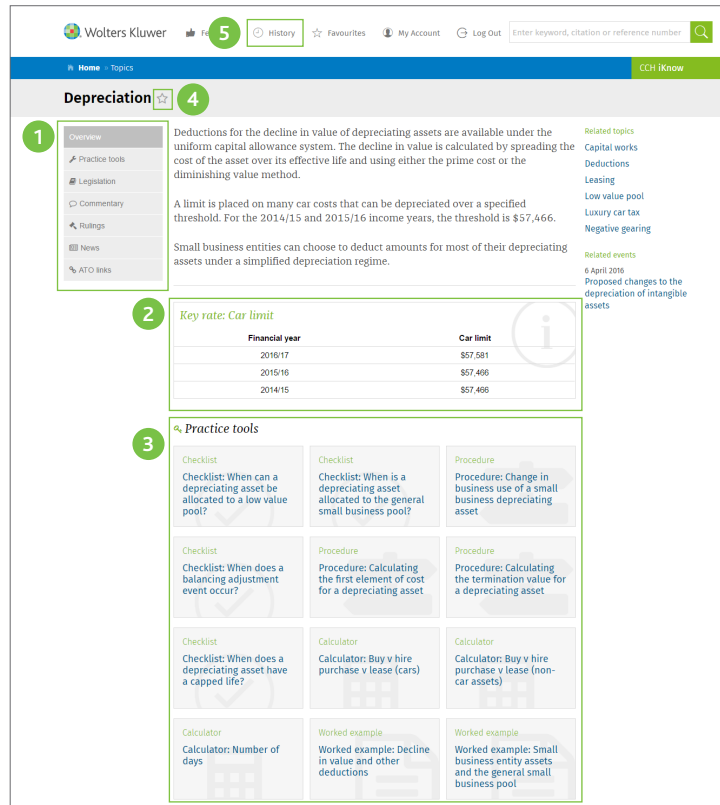 Wolters Kluwer
Fe
5
History
Favourites
My Account
Log Out
Enter keyword, citation or reference number
Home » Topics
CCH iKnow
Depreciation
4
1
Overview
Practice tools
Legislation
Commentary
Rulings
News
ATO links
Deductions for the decline in value of depreciating assets are available under the
uniform capital allowance system. The decline in value is calculated by spreading the
cost of the asset over its effective life and using either the prime cost or the
diminishing value method.
A limit is placed on many car costs that can be depreciated over a specified
threshold. For the 2014/15 and 2015/16 income years, the threshold is $57,466.
Small business entities can choose to deduct amounts for most of their depreciating
assets under a simplified depreciation regime.
Related topics
Capital works
Deductions
Leasing
Low value pool
Luxury car tax
Negative gearing
Related events
6 April 2016
Proposed changes to the
depreciation of intangible
assets
2
Key rate: Car limit
i
Financial year Car limit
2016/17 $57,581
2015/16 $57,466
2014/15 $57,466
3
Practice tools
Checklist
Checklist: When can a
depreciating asset be
allocated to a low value
pool?
Checklist
Checklist: When is a
depreciating asset
allocated to the general
small business pool?
Procedure
Procedure: Change in
business use of a small
business depreciating
asset
Checklist
Checklist: When does a
balancing adjustment
event occur?
Procedure
Procedure: Calculating
the first element of cost
for a depreciating asset
Procedure
Procedure: Calculating
the termination value for
a depreciating asset
Checklist
Checklist: When does a
depreciating asset have
a capped life?
Calculator
Calculator: Buy v hire
purchase v lease (cars)
Calculator
Calculator: Buy v hire
purchase v lease (non-
car assets)
Calculator
Calculator: Number of
days
Worked example
Worked example: Decline
in value and other
deductions
Worked example
Worked example: Small
business entity assets
and the general small
business pool